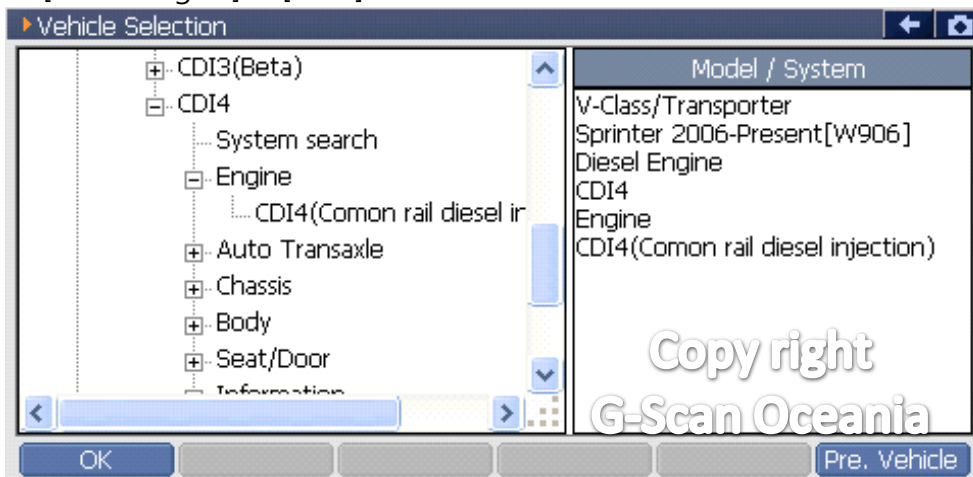 Vehicle Selection
CDI3(Beta)
CDI4
System search
Engine
CDI4(Comon rail diesel ir
Auto Transaxle
Chassis
Body
Seat/Door
Information
Model / System
V-Class/Transporter
Sprinter 2006-Present[W906]
Diesel Engine
CDI4
Engine
CDI4(Comon rail diesel injection)
Copy right
G-Scan Oceania
OK
Pre. Vehicle